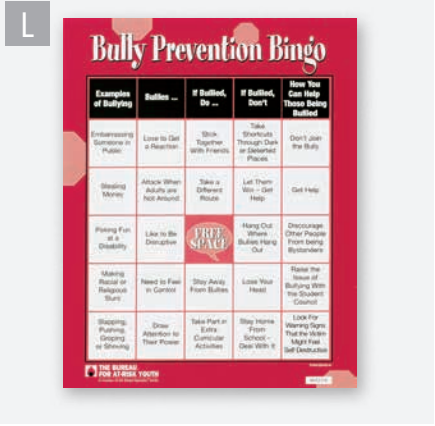 L
Bully Prevention Bingo
Examples
of Bullying
Bullies ...
If Bullied,
Do ...
If Bullied,
Don't
How You
Can Help
Those Being
Bullied
Embarrassing
Someone in
Public
Love to Get
a Reaction
Stick
Together
With Friends
Take
Shortcuts
Through Dark
or Deserted
Places
Don't Join
the Bully
Stealing
Money
Attack When
Adults are
Not Around
Take a
Different
Route
Let Them
Win – Get
Help
Get Help
Poking Fun
at a
Disability
Like to Be
Disruptive
FREE
SPACE
Hang Out
Where
Bullies Hang
Out
Discourage
Other People
From being
Bystanders
Making
Racial or
Religious
Slurs
Need to Feel
in Control
Stay Away
From Bullies
Lose Your
Head
Raise the
Issue of
Bullying With
the Student
Council
Slapping,
Pushing,
Groping
or Shoving
Draw
Attention to
Their Power
Take Part in
Extra
Curricular
Activities
Stay Home
From
School –
Deal With It
Look For
Warning Signs
That the Victim
Might Feel
Self Destruction
THE BUREAU
FOR AT-RISK YOUTH